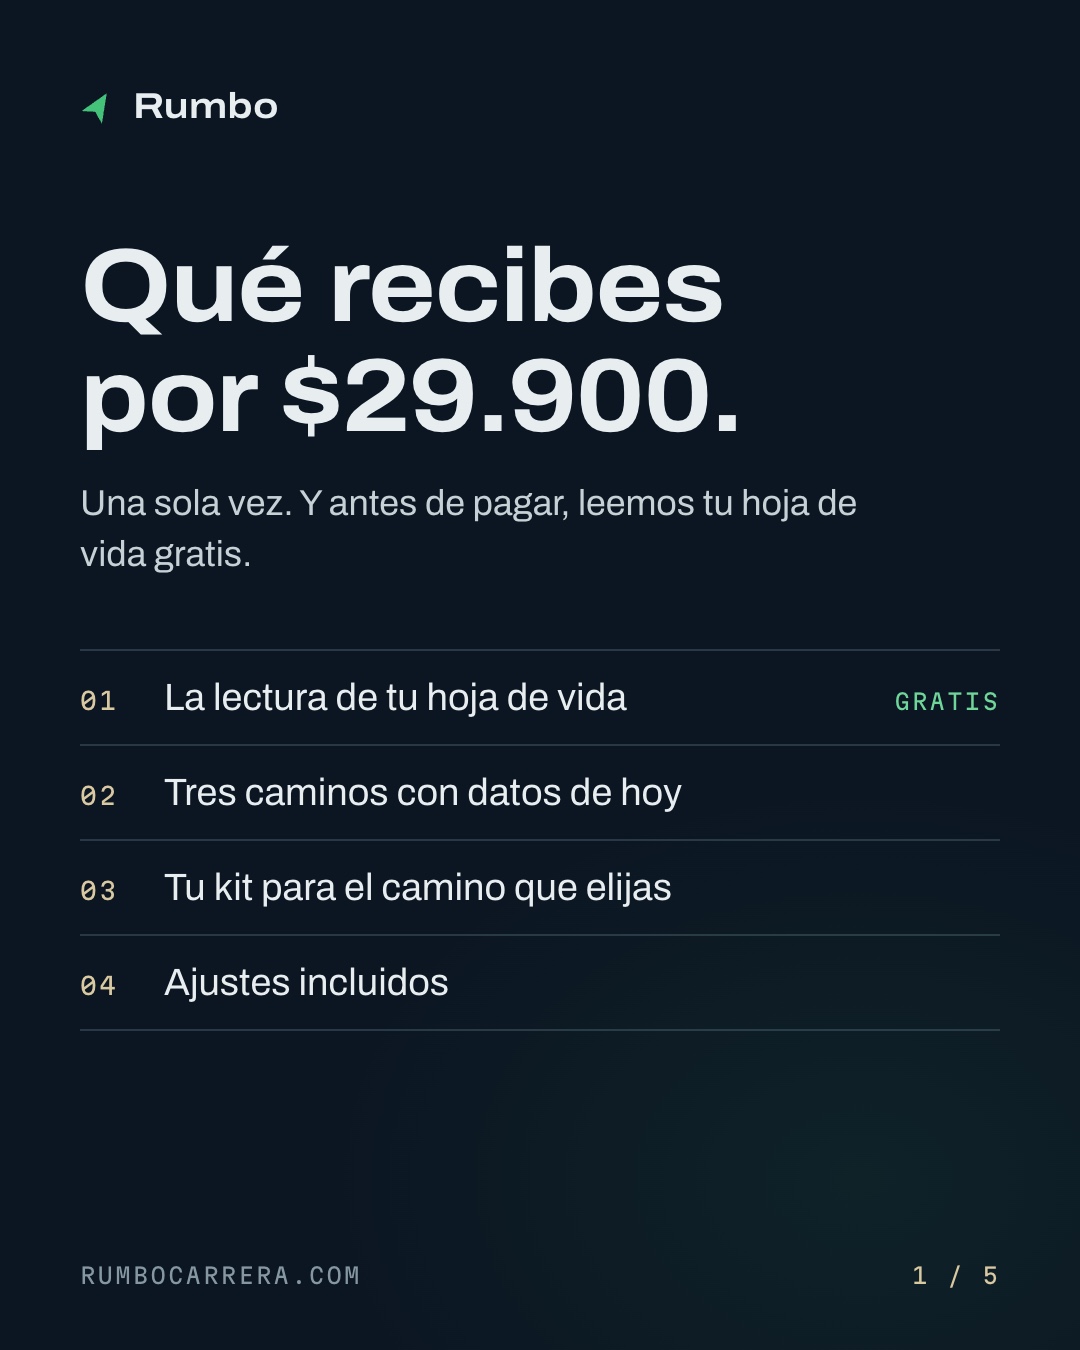 Rumbo
Qué recibes
por $29.900.
Una sola vez. Y antes de pagar, leemos tu hoja de
vida gratis.
01 La lectura de tu hoja de vida GRATIS
02 Tres caminos con datos de hoy
03 Tu kit para el camino que elijas
04 Ajustes incluidos
RUMBOCARRERA.COM 1 / 5